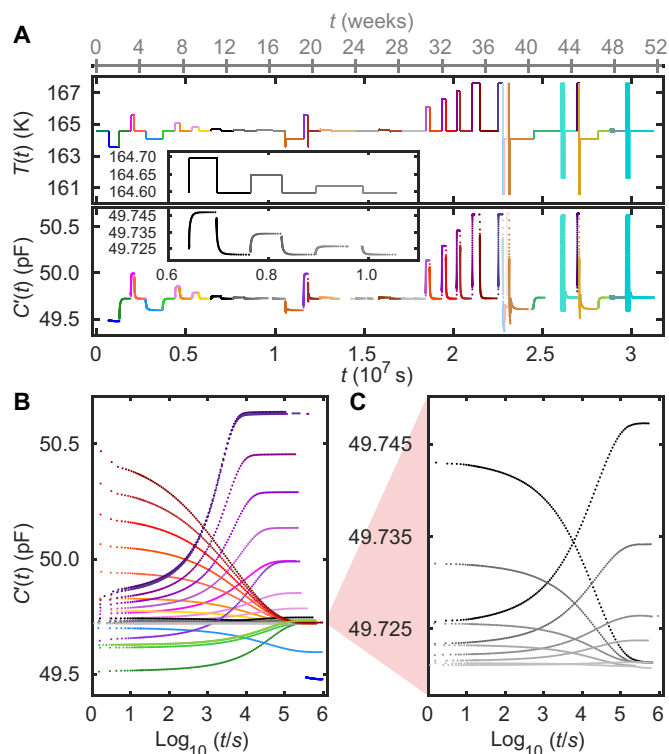 t (weeks)
A
0 4 8 12 16 20 24 28 32 36 40 44 48 52
T(t) (K)
167
165
163
161
164.70
164.65
164.60
C′(t) (pF)
50.5
50.0
49.5
49.745
49.735
49.725
0.6 0.8 1.0
0 0.5 1 1.5 2 2.5 3
t (10⁷ s)
B
C′(t) (pF)
50.5
50.0
49.5
0 1 2 3 4 5 6
Log₁₀ (t/s)
C
49.745
49.735
49.725
0 1 2 3 4 5 6
Log₁₀ (t/s)